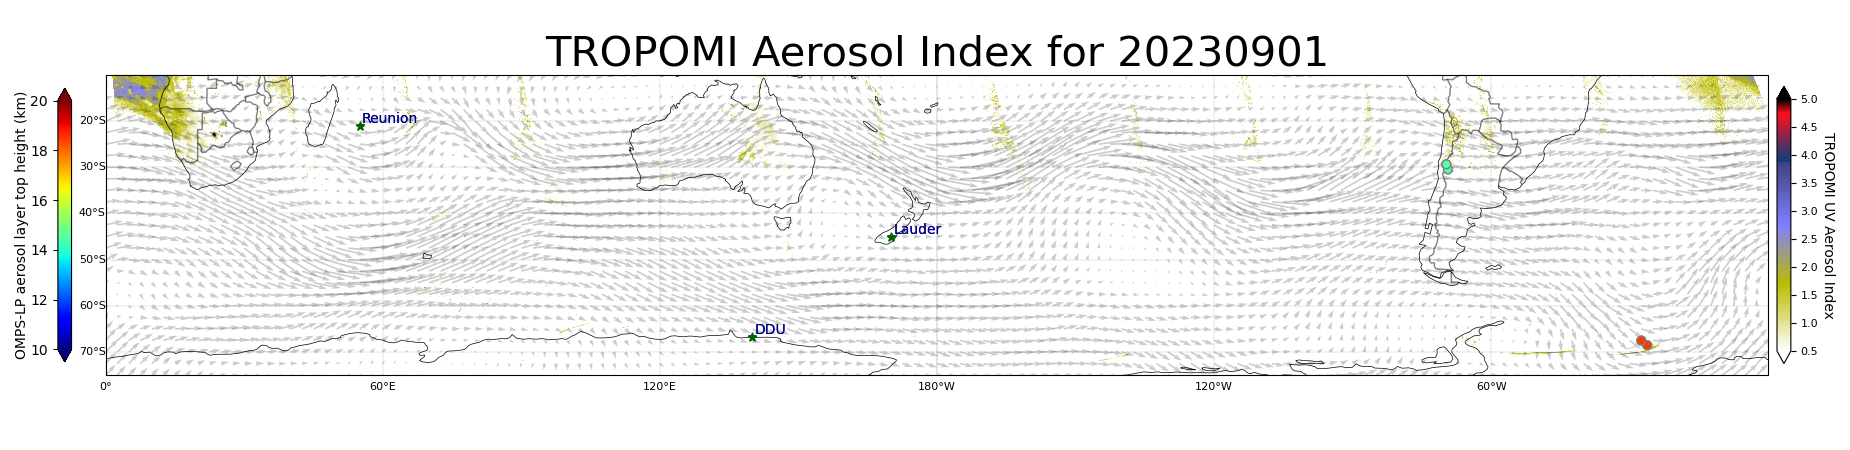 TROPOMI Aerosol Index for 20230901
OMPS-LP aerosol layer top height (km)
20
18
16
14
12
10
20°S
30°S
40°S
50°S
60°S
70°S
Reunion
Lauder
DDU
0°
60°E
120°E
180°W
120°W
60°W
5.0
4.5
4.0
3.5
3.0
2.5
2.0
1.5
1.0
0.5
TROPOMI UV Aerosol Index